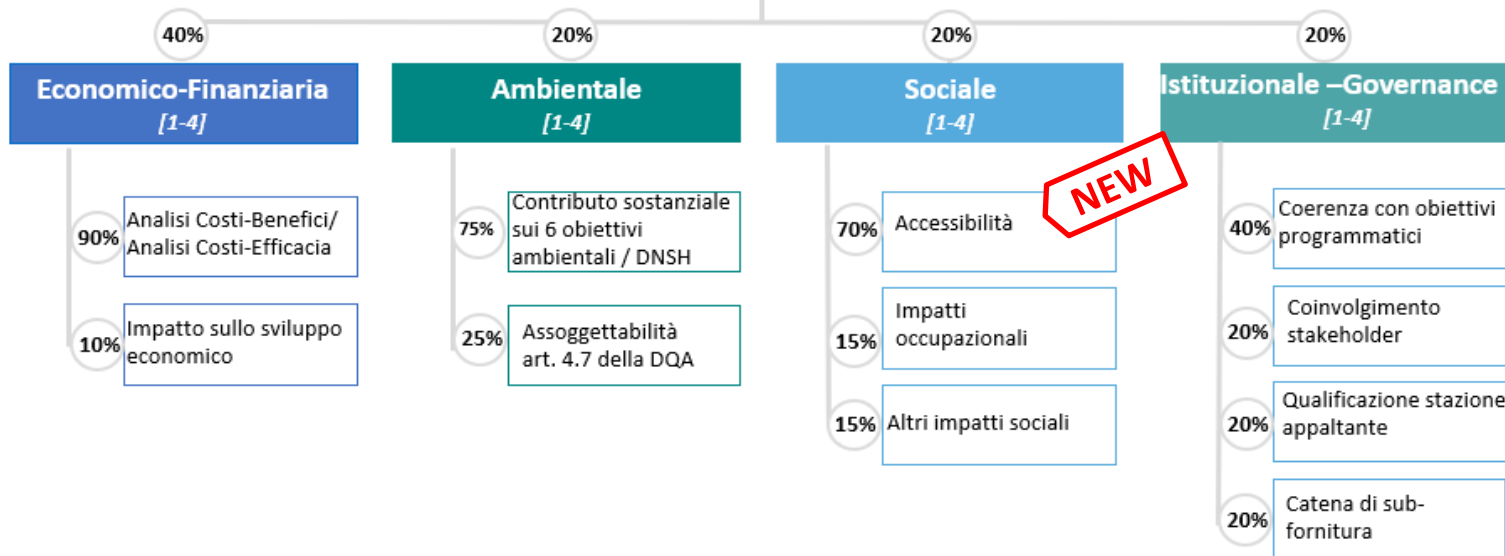 40%
20%
20%
20%
Economico-Finanziaria
[1-4]
Ambientale
[1-4]
Sociale
[1-4]
Istituzionale –Governance
[1-4]
90%
Analisi Costi-Benefici/
Analisi Costi-Efficacia
10%
Impatto sullo sviluppo
economico
75%
Contributo sostanziale
sui 6 obiettivi
ambientali / DNSH
25%
Assoggettabilità
art. 4.7 della DQA
NEW
70%
Accessibilità
15%
Impatti
occupazionali
15%
Altri impatti sociali
40%
Coerenza con obiettivi
programmatici
20%
Coinvolgimento
stakeholder
20%
Qualificazione stazione
appaltante
20%
Catena di sub-
fornitura